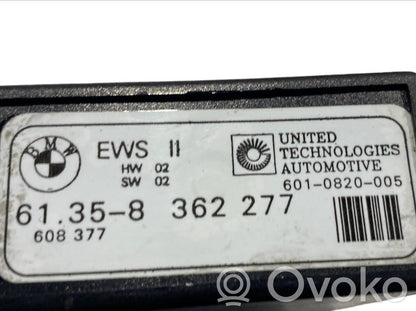 BMW
EWS II
HW 02
SW 02
UNITED
TECHNOLOGIES
AUTOMOTIVE
601-0820-005
61.35-8 362 277
608 377
Ovoko